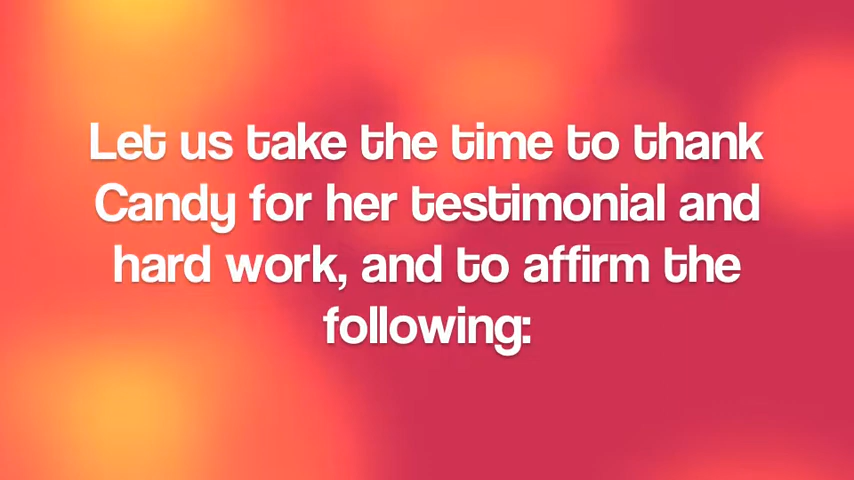 Let us take the time to thank
Candy for her testimonial and
hard work, and to affirm the
following: